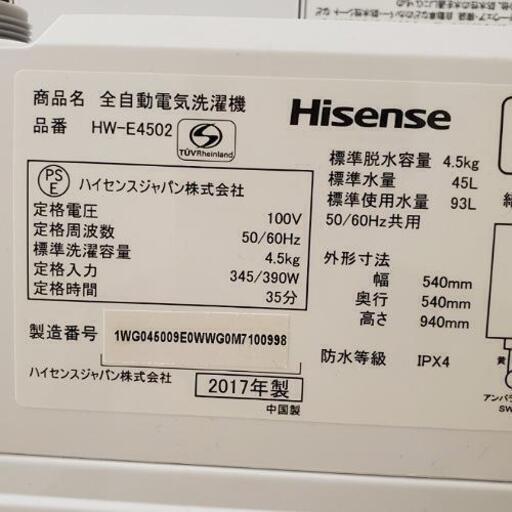 商品名 全自動電気洗濯機
品番 HW-E4502
TÜVRheinland
Hisense
PS
E
ハイセンスジャパン株式会社
定格電圧 100V
定格周波数 50/60Hz
標準洗濯容量 4.5kg
定格入力 345/390W
定格時間 35分
製造番号 1WG045009E0WWG0M7100998
ハイセンスジャパン株式会社 2017年製
中国製
標準脱水容量 4.5kg
標準水量 45L
標準使用水量 93L
50/60Hz共用
外形寸法
幅 540mm
奥行 540mm
高さ 940mm
防水等級 IPX4
黄
アンバラ
SW